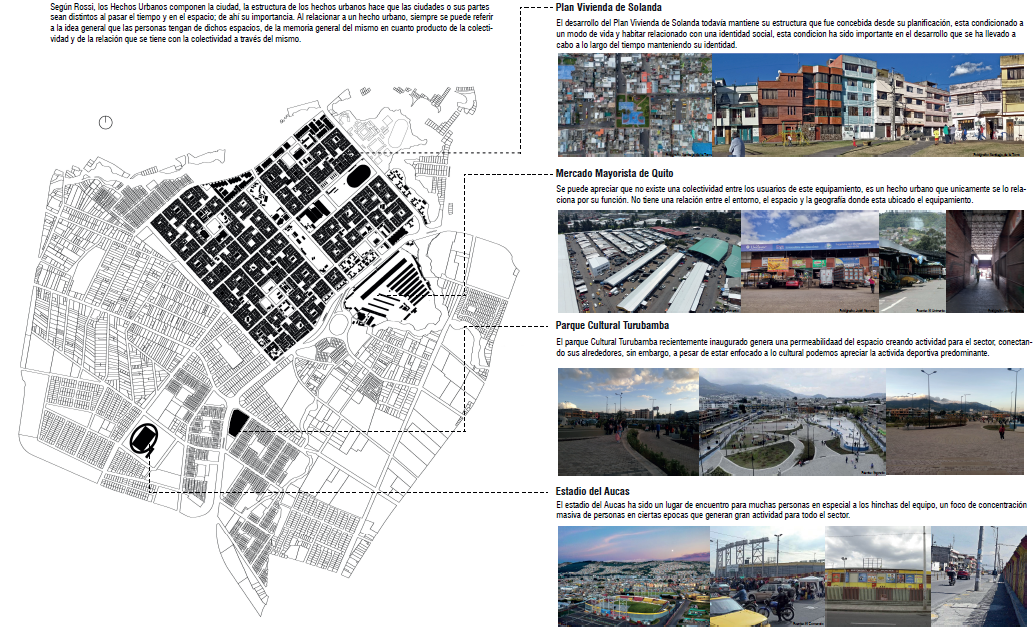 Según Rossi, los Hechos Urbanos componen la ciudad, la estructura de los hechos urbanos hace que las ciudades o sus partes
sean distintos al pasar el tiempo y en el espacio; de ahí su importancia. Al relacionar a un hecho urbano, siempre se puede referir
a la idea general que las personas tengan de dichos espacios, de la memoria general del mismo en cuanto producto de la colecti-
vidad y de la relación que se tiene con la colectividad a través del mismo.
Plan Vivienda de Solanda
El desarrollo del Plan Vivienda de Solanda todavía mantiene su estructura que fue concebida desde su planificación, esta condicionado a
un modo de vida y habitar relacionado con una identidad social, esta condicion ha sido importante en el desarrollo que se ha llevado a
cabo a lo largo del tiempo manteniendo su identidad.
Mercado Mayorista de Quito
Se puede apreciar que no existe una colectividad entre los usuarios de este equipamiento, es un hecho urbano que unicamente se lo rela-
ciona por su función. No tiene una relación entre el entorno, el espacio y la geografía donde esta ubicado el equipamiento.
Parque Cultural Turubamba
El parque Cultural Turubamba recientemente inaugurado genera una permeabilidaad del espacio creando actividad para el sector, conectan-
do sus alrededores, sin embargo, a pesar de estar enfocado a lo cultural podemos apreciar la activida deportiva predominante.
Estadio del Aucas
El estadio del Aucas ha sido un lugar de encuentro para muchas personas en especial a los hinchas del equipo, un foco de concentración
masiva de personas en ciertas epocas que generan gran actividad para todo el sector.